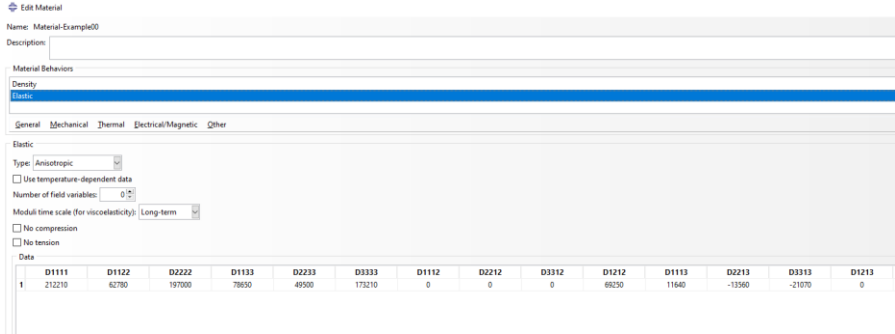 Edit Material
Name: Material-Example00
Description:
Material Behaviors
Density
Elastic
General Mechanical Thermal Electrical/Magnetic Other
Elastic
Type: Anisotropic
Use temperature-dependent data
Number of field variables: 0
Moduli time scale (for viscoelasticity): Long-term
No compression
No tension
Data
D1111 D1122 D2222 D1133 D2233 D3333 D1112 D2212 D3312 D1212 D1113 D2213 D3313 D1213
1 212210 62780 197000 78650 49500 173210 0 0 0 69250 11640 -13560 -21070 0